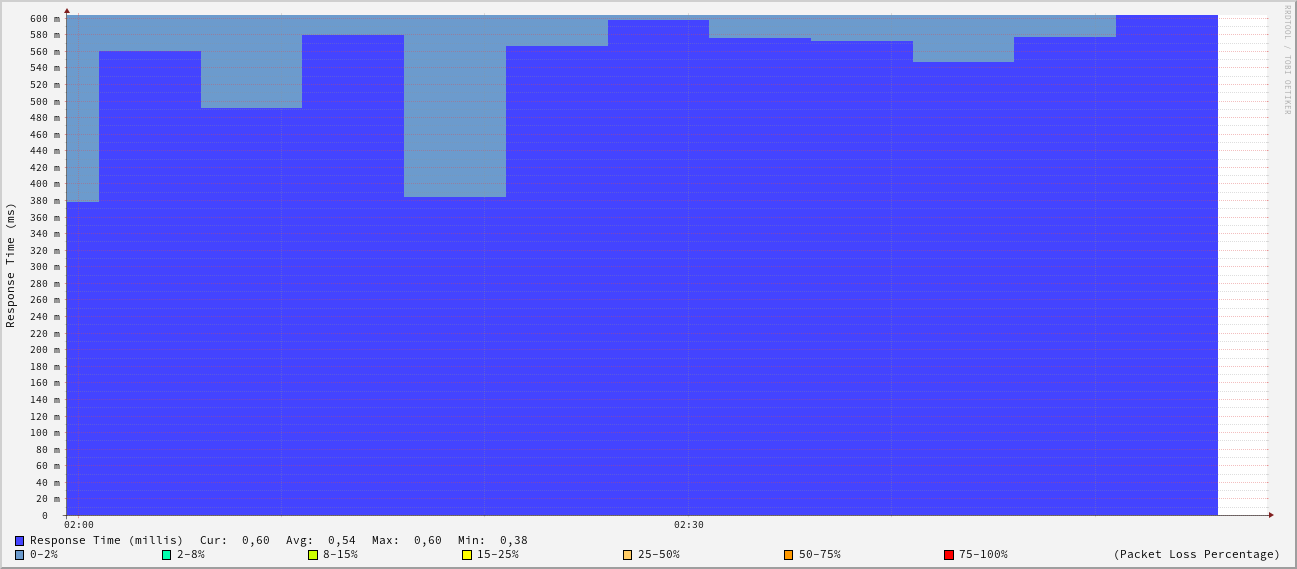 RRDTOOL / TOBI OETIKER
Response Time (ms)
600 m
580 m
560 m
540 m
520 m
500 m
480 m
460 m
440 m
420 m
400 m
380 m
360 m
340 m
320 m
300 m
280 m
260 m
240 m
220 m
200 m
180 m
160 m
140 m
120 m
100 m
80 m
60 m
40 m
20 m
0
02:00 02:30
Response Time (millis) Cur: 0,60 Avg: 0,54 Max: 0,60 Min: 0,38
0-2% 2-8% 8-15% 15-25% 25-50% 50-75% 75-100% (Packet Loss Percentage)